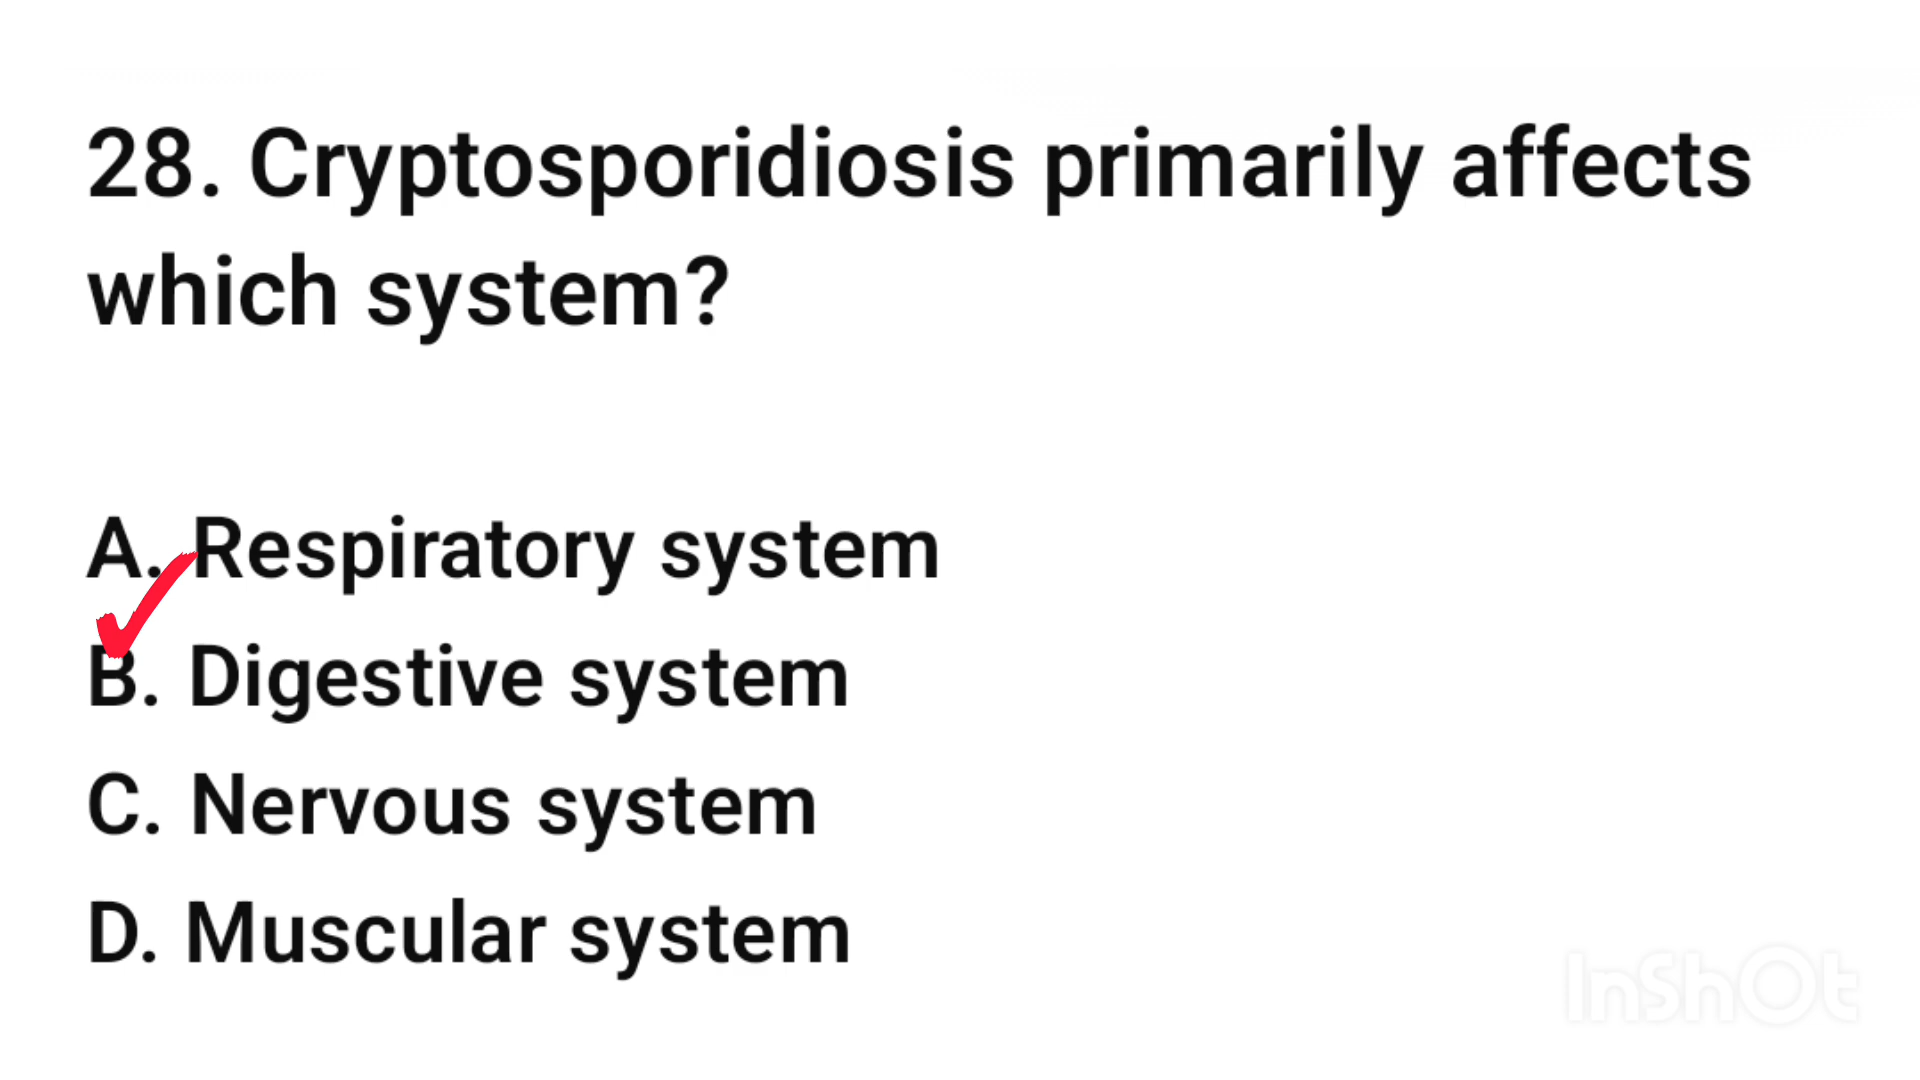 28. Cryptosporidiosis primarily affects
which system?
A. Respiratory system
B. Digestive system
C. Nervous system
D. Muscular system
InShOt